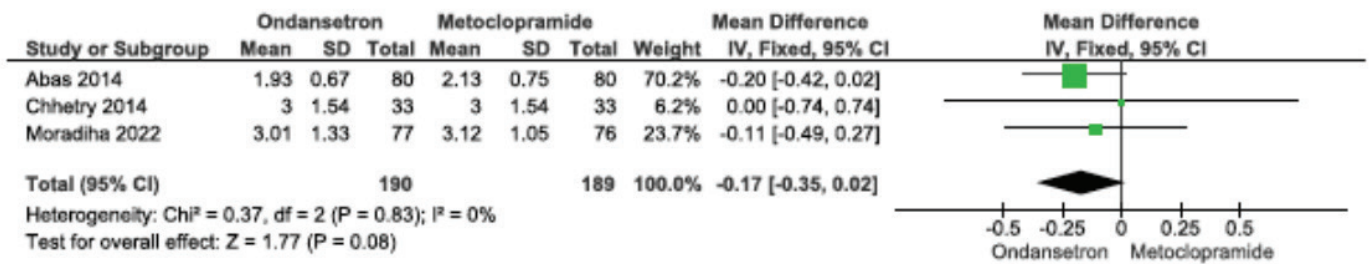 Ondansetron Metoclopramide Mean Difference Mean Difference
Study or Subgroup Mean SD Total Mean SD Total Weight IV, Fixed, 95% CI IV, Fixed, 95% CI
Abas 2014 1.93 0.67 80 2.13 0.75 80 70.2% -0.20 [-0.42, 0.02]
Chhetry 2014 3 1.54 33 3 1.54 33 6.2% 0.00 [-0.74, 0.74]
Moradiha 2022 3.01 1.33 77 3.12 1.05 76 23.7% -0.11 [-0.49, 0.27]
Total (95% CI) 190 189 100.0% -0.17 [-0.35, 0.02]
Heterogeneity: Chi² = 0.37, df = 2 (P = 0.83); I² = 0%
Test for overall effect: Z = 1.77 (P = 0.08)
-0.5 -0.25 0 0.25 0.5
Ondansetron Metoclopramide